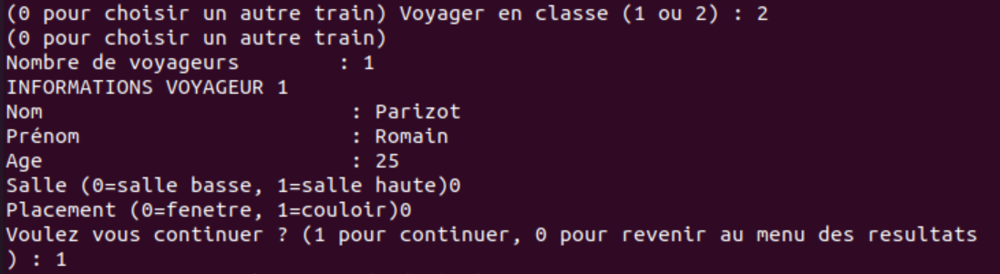 (0 pour choisir un autre train) Voyager en classe (1 ou 2) : 2
(0 pour choisir un autre train)
Nombre de voyageurs : 1
INFORMATIONS VOYAGEUR 1
Nom : Parizot
Prénom : Romain
Age : 25
Salle (0=salle basse, 1=salle haute)0
Placement (0=fenetre, 1=couloir)0
Voulez vous continuer ? (1 pour continuer, 0 pour revenir au menu des resultats
) : 1